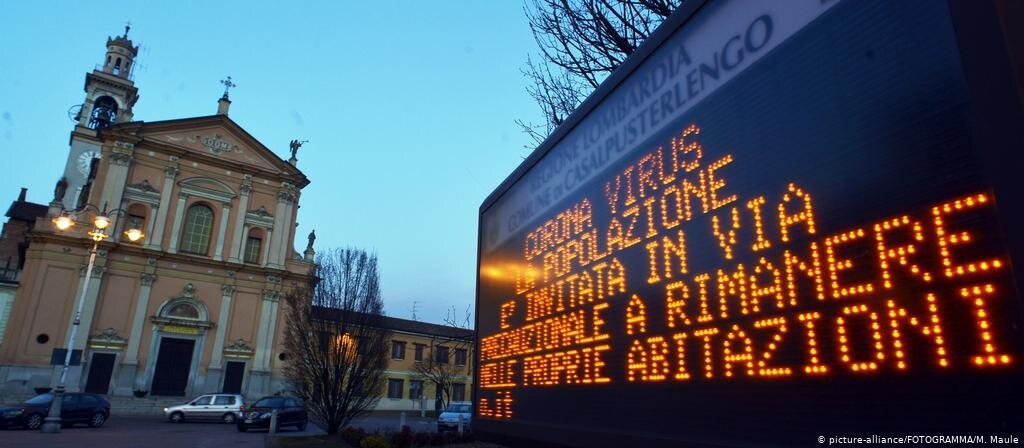 REGIONE LOMBARDIA
COMUNE DI CASALPUSTERLENGO
CORONA VIRUS
LA POPOLAZIONE
E' INVITATA IN VIA
PRECAUZIONALE A RIMANERE
NELLE PROPRIE ABITAZIONI
n.it
© picture-alliance/FOTOGRAMMA/M. Maule